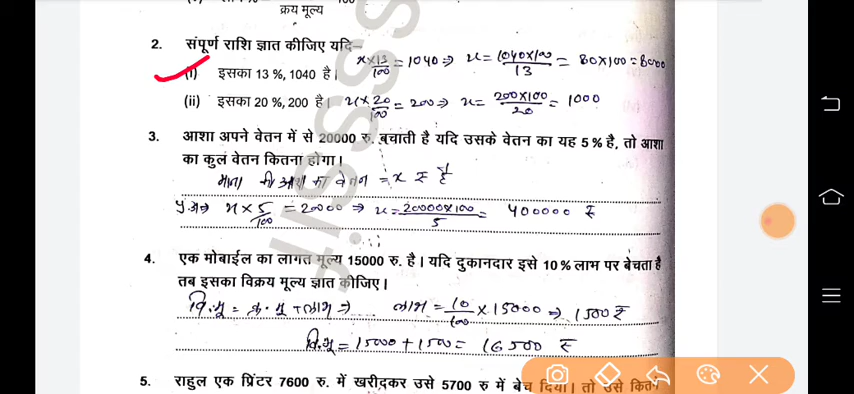 क्रय मूल्य
2. संपूर्ण राशि ज्ञात कीजिए यदि–
(i) इसका 13 %, 1040 है। x×13/100 = 1040 ⇒ x = 1040×100/13 = 80×100 = 8000
(ii) इसका 20 %, 200 है। x×20/100 = 200 ⇒ x = 200×100/20 = 1000
3. आशा अपने वेतन में से 20000 रु. बचाती है यदि उसके वेतन का यह 5 % है, तो आशा
का कुल वेतन कितना होगा।
माना की आशा का वेतन = x ₹ है
x × 5/100 = 20000 ⇒ x = 20000×100/5 = 400000 ₹
4. एक मोबाईल का लागत मूल्य 15000 रु. है। यदि दुकानदार इसे 10 % लाभ पर बेचता है
तब इसका विक्रय मूल्य ज्ञात कीजिए।
वि.मू = क्र.मू + लाभ ⇒ लाभ = 10/100 × 15000 ⇒ 1500 ₹
वि.मू = 15000 + 1500 = 16500 ₹
5. राहुल एक प्रिंटर 7600 रु. में खरीदकर उसे 5700 रु में बेच दिया। तो उसे कितने